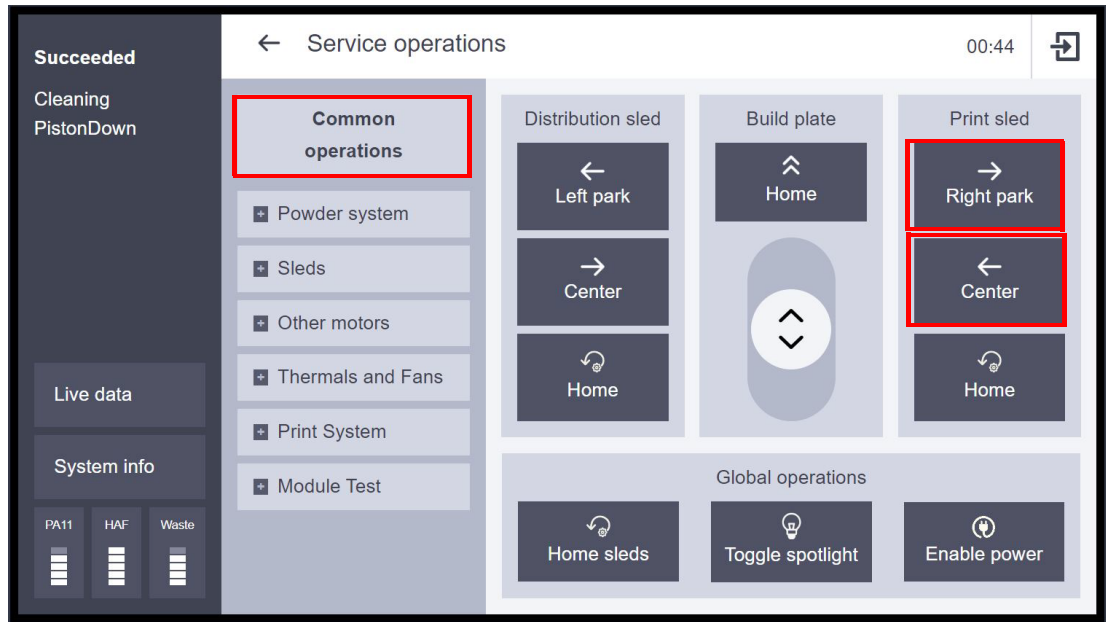 Succeeded
Cleaning
PistonDown
Live data
System info
PA11
HAF
Waste
Service operations
00:44
Common
operations
Powder system
Sleds
Other motors
Thermals and Fans
Print System
Module Test
Distribution sled
Left park
Center
Home
Build plate
Home
Print sled
Right park
Center
Home
Global operations
Home sleds
Toggle spotlight
Enable power